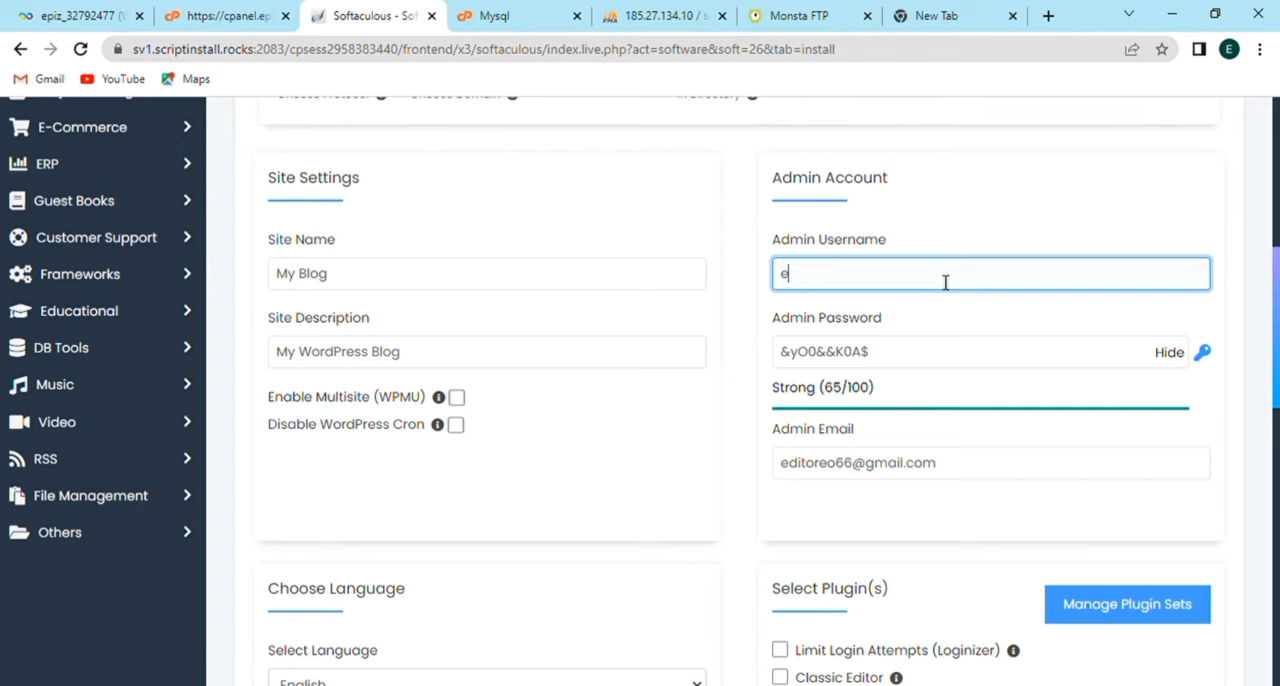 epiz_32792477 (
https://cpanel.ep
Softaculous - Sof
Mysql
185.27.134.10 / s
Monsta FTP
New Tab
sv1.scriptinstall.rocks:2083/cpsess2958383440/frontend/x3/softaculous/index.live.php?act=software&soft=26&tab=install
E
Gmail
YouTube
Maps
E-Commerce
ERP
Guest Books
Customer Support
Frameworks
Educational
DB Tools
Music
Video
RSS
File Management
Others
Site Settings
Site Name
My Blog
Site Description
My WordPress Blog
Enable Multisite (WPMU)
Disable WordPress Cron
Admin Account
Admin Username
e
Admin Password
&yO0&&K0A$
Hide
Strong (65/100)
Admin Email
editoreo66@gmail.com
Choose Language
Select Language
English
Select Plugin(s)
Manage Plugin Sets
Limit Login Attempts (Loginizer)
Classic Editor